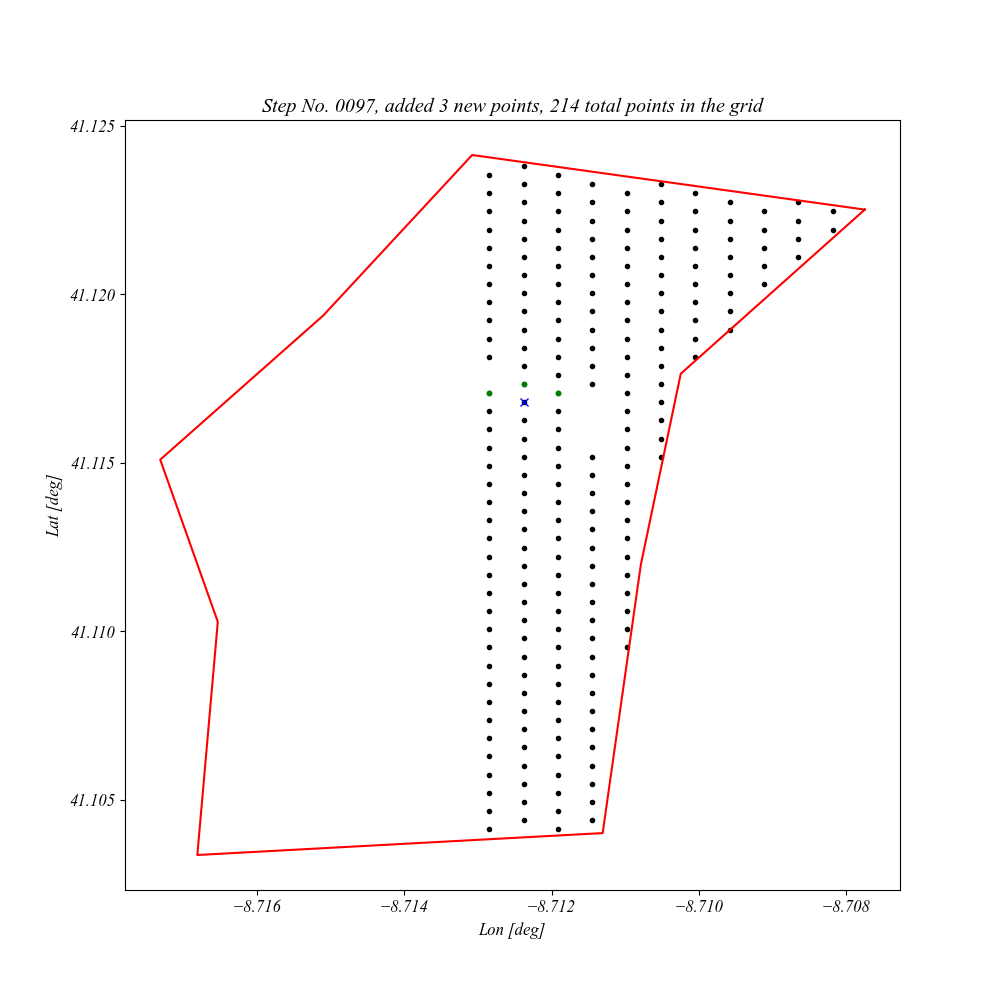 Step No. 0097, added 3 new points, 214 total points in the grid
41.125
41.120
41.115
41.110
41.105
Lat [deg]
−8.716 −8.714 −8.712 −8.710 −8.708
Lon [deg]